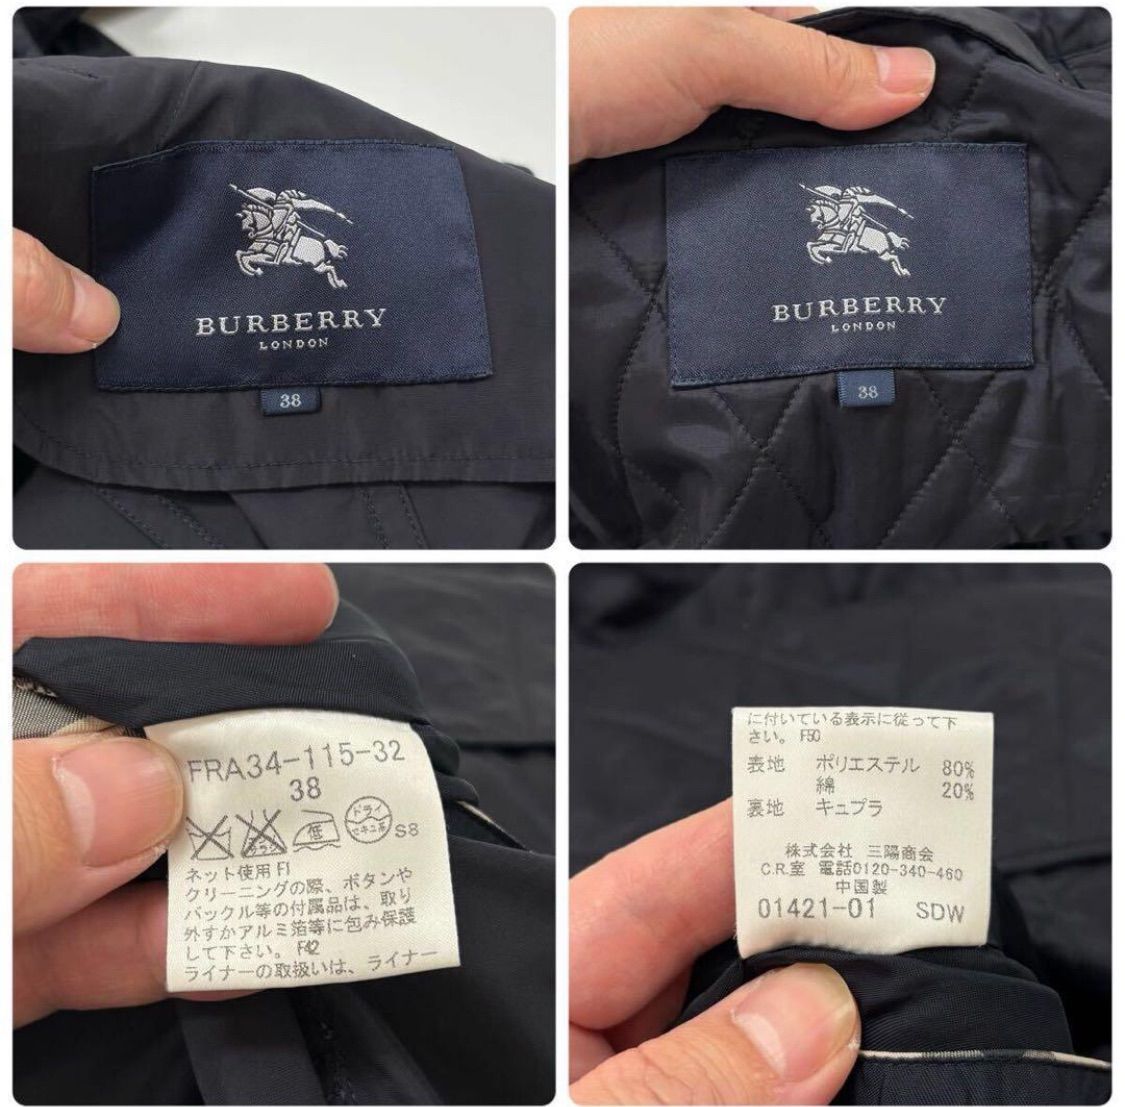 BURBERRY
LONDON
38
BURBERRY
LONDON
38
FRA34-115-32
38
低
ドライ
セキユ系
S8
ネット使用 F1
クリーニングの際、ボタンや
バックル等の付属品は、取り
外すかアルミ箔等に包み保護
して下さい。 F42
ライナーの取扱いは、ライナー
に付いている表示に従って下
さい。 F50
表地 ポリエステル 80%
綿 20%
裏地 キュプラ
株式会社 三陽商会
C.R.室 電話0120-340-460
中国製
01421-01 SDW